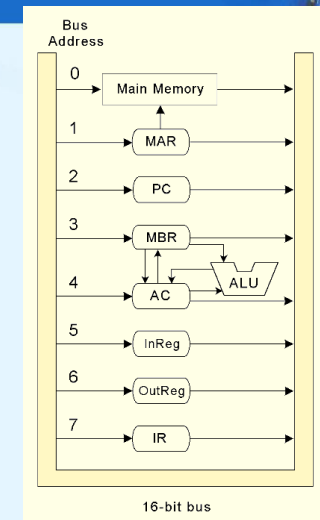 Bus
Address
0
Main Memory
1
MAR
2
PC
3
MBR
ALU
4
AC
5
InReg
6
OutReg
7
IR
16-bit bus